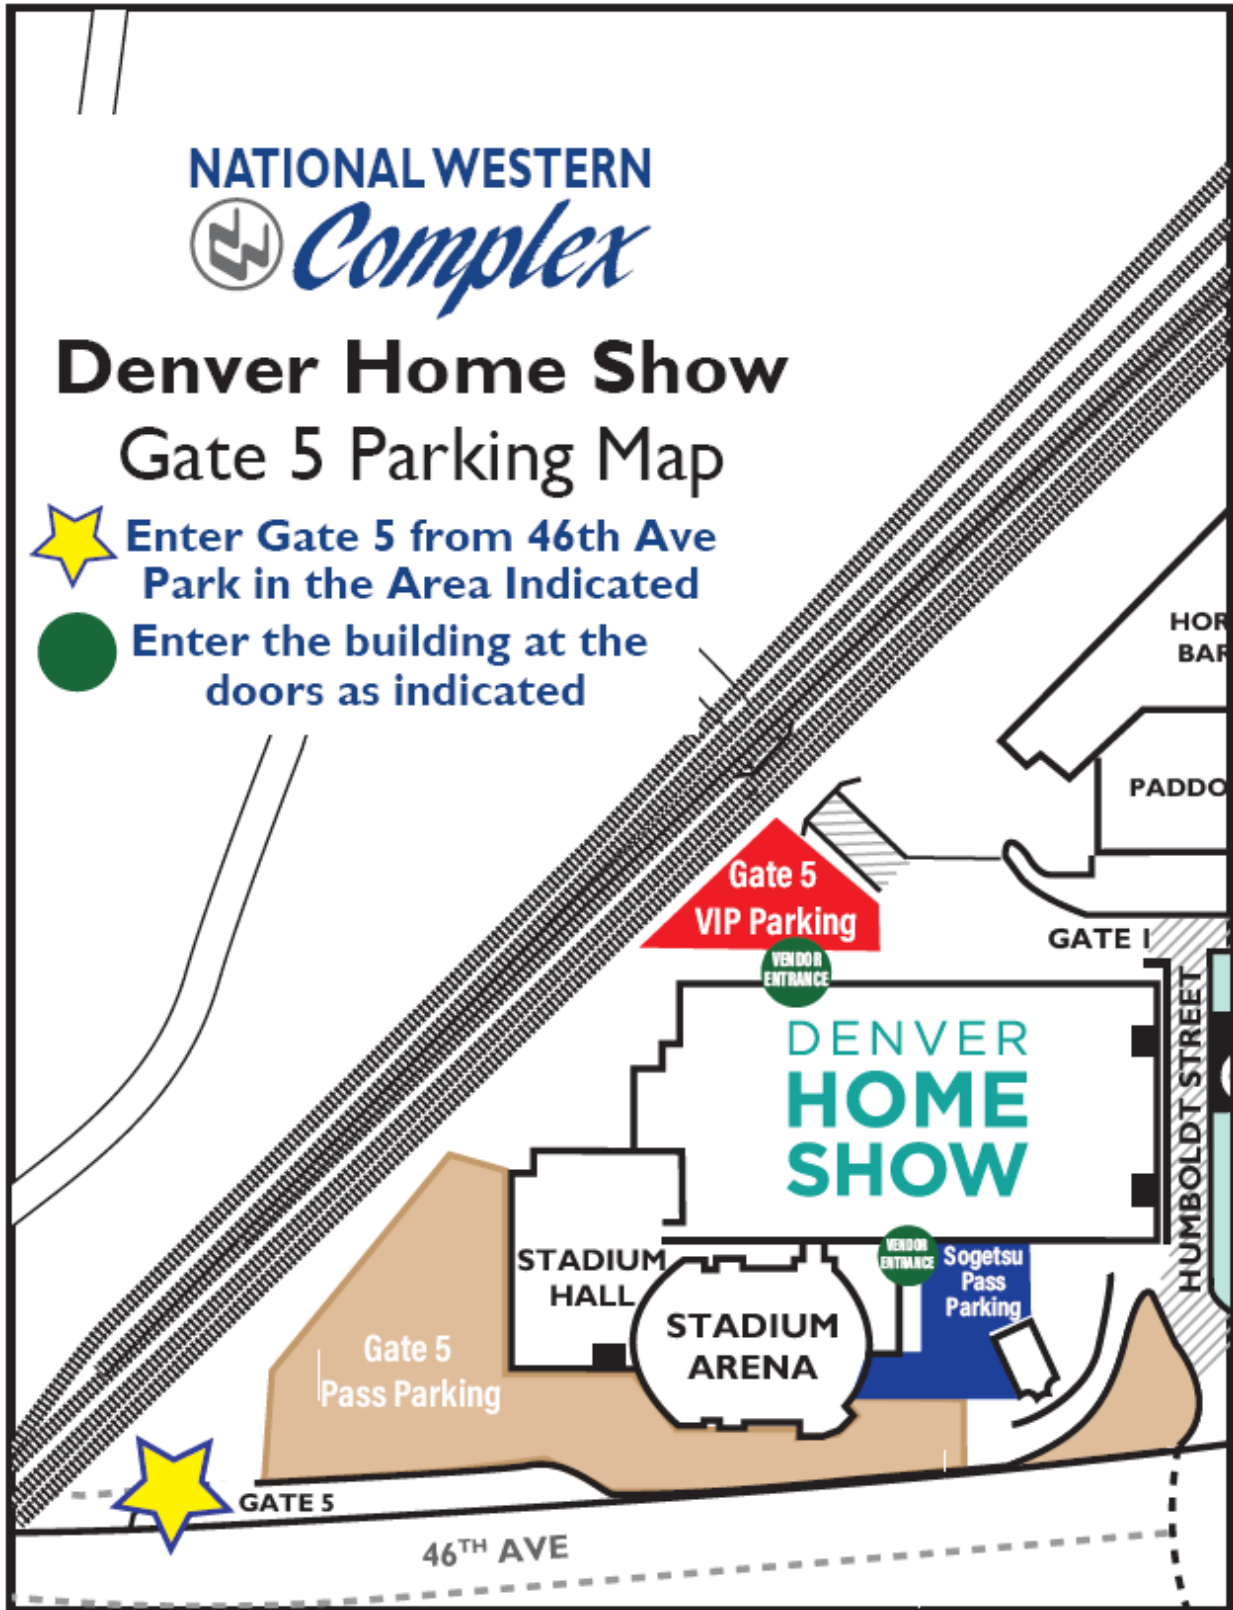 NATIONAL WESTERN
Complex
Denver Home Show
Gate 5 Parking Map
Enter Gate 5 from 46th Ave
Park in the Area Indicated
Enter the building at the
doors as indicated
HOR
BAR
PADDO
Gate 5
VIP Parking
GATE 1
VENDOR
ENTRANCE
HUMBOLDT STREET
DENVER
HOME
SHOW
VENDOR
ENTRANCE
Sogetsu
Pass
Parking
STADIUM
HALL
STADIUM
ARENA
Gate 5
Pass Parking
GATE 5
46TH AVE